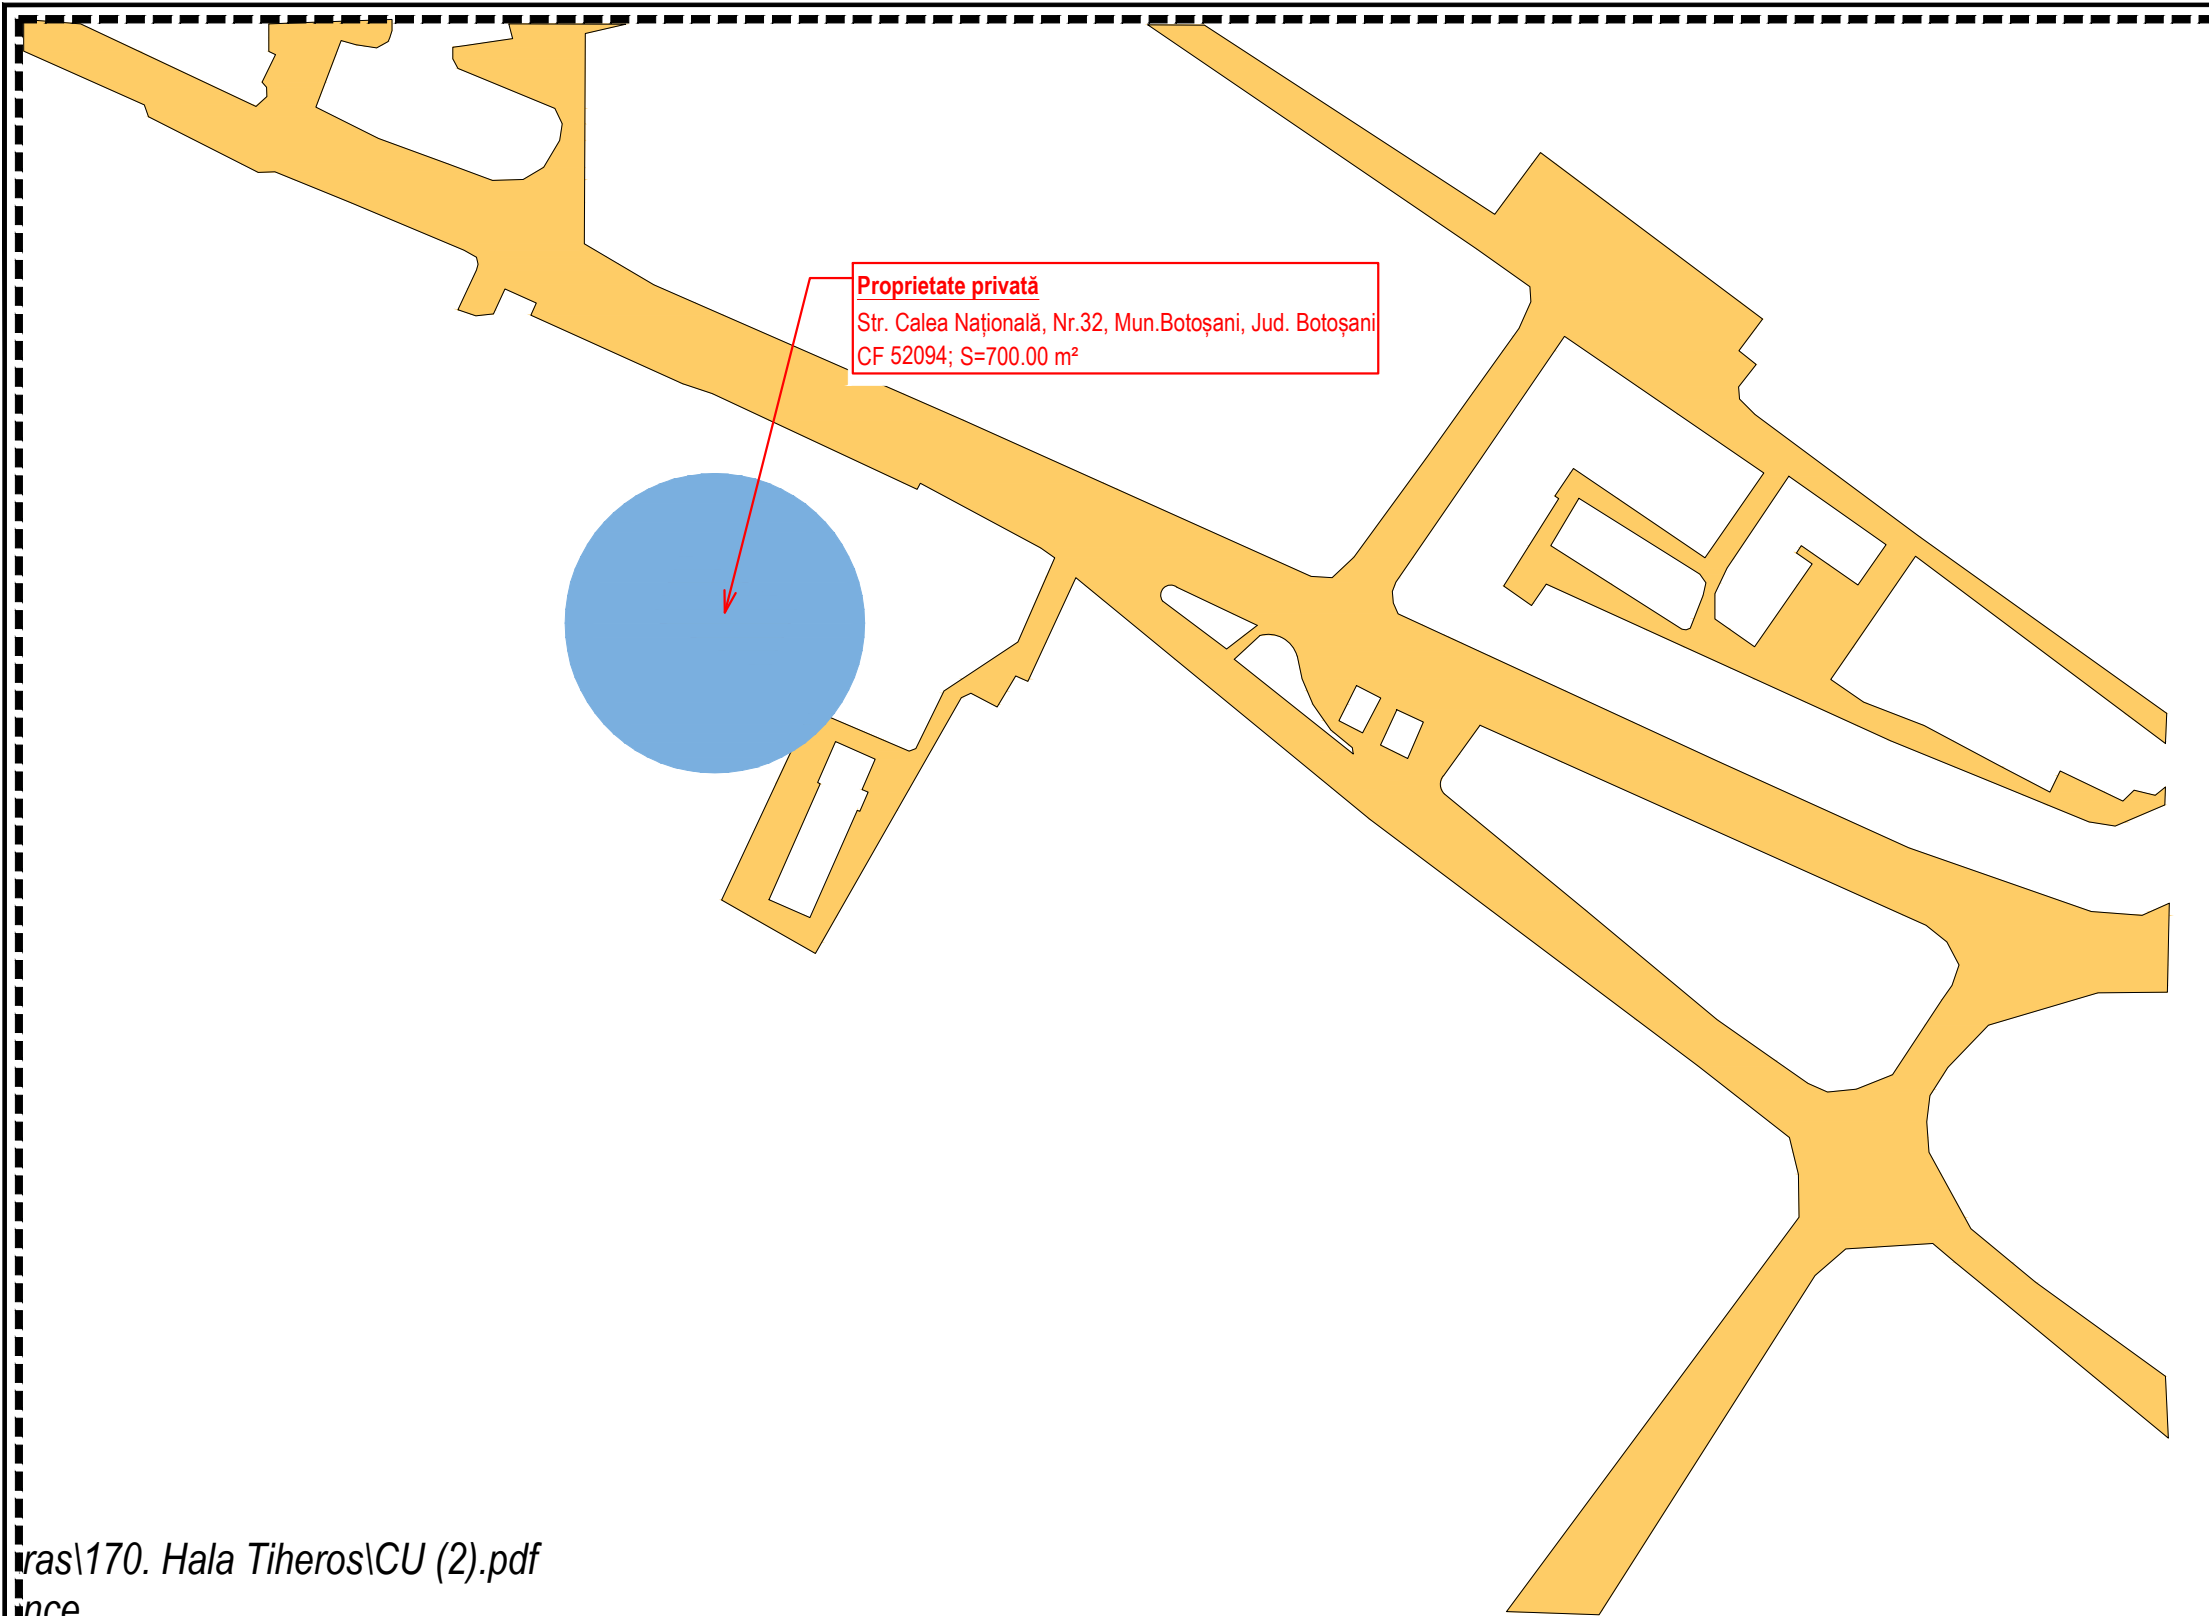 Proprietate privată
Str. Calea Națională, Nr.32, Mun.Botoșani, Jud. Botoșani
CF 52094; S=700.00 m²
ras\170. Hala Tiheros\CU (2).pdf
nce